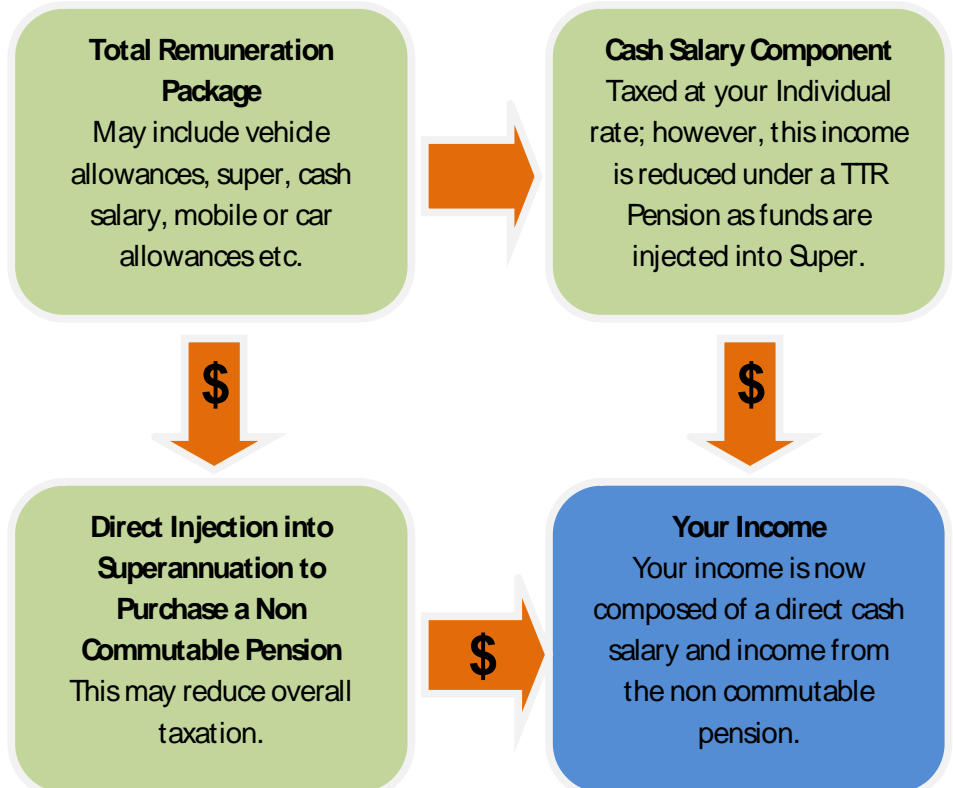 Total Remuneration
Package
May include vehicle
allowances, super, cash
salary, mobile or car
allowances etc.
Cash Salary Component
Taxed at your Individual
rate; however, this income
is reduced under a TTR
Pension as funds are
injected into Super.
$
$
Direct Injection into
Superannuation to
Purchase a Non
Commutable Pension
This may reduce overall
taxation.
$
Your Income
Your income is now
composed of a direct cash
salary and income from
the non commutable
pension.